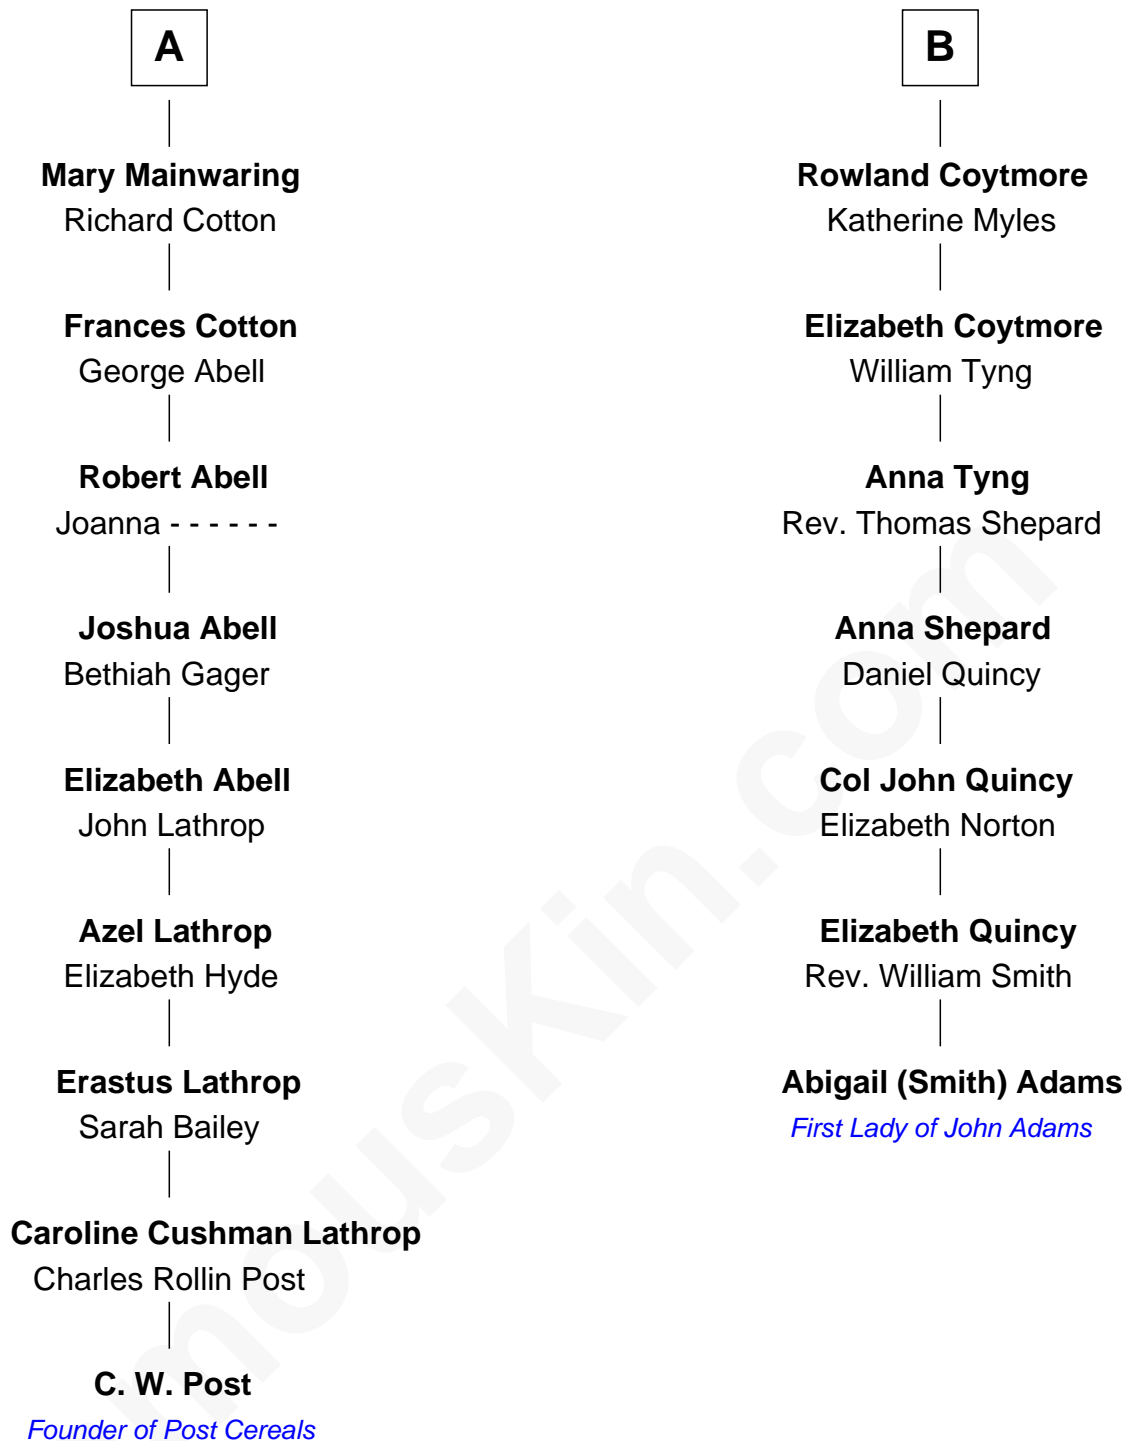 A
Mary Mainwaring
Richard Cotton
Frances Cotton
George Abell
Robert Abell
Joanna - - - - - -
Joshua Abell
Bethiah Gager
Elizabeth Abell
John Lathrop
Azel Lathrop
Elizabeth Hyde
Erastus Lathrop
Sarah Bailey
Caroline Cushman Lathrop
Charles Rollin Post
C. W. Post
Founder of Post Cereals
B
Rowland Coytmore
Katherine Myles
Elizabeth Coytmore
William Tyng
Anna Tyng
Rev. Thomas Shepard
Anna Shepard
Daniel Quincy
Col John Quincy
Elizabeth Norton
Elizabeth Quincy
Rev. William Smith
Abigail (Smith) Adams
First Lady of John Adams
mousKin.com